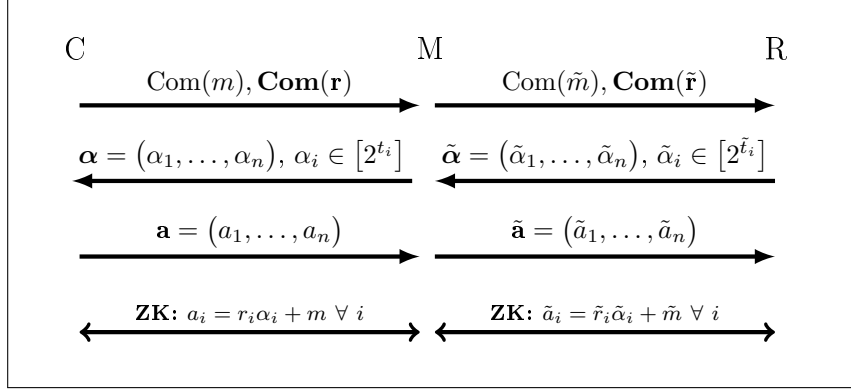 C M R
Com(m), Com(r) Com(m̃), Com(r̃)
α = (α₁, . . . , αₙ), αᵢ ∈ [2^{tᵢ}] α̃ = (α̃₁, . . . , α̃ₙ), α̃ᵢ ∈ [2^{t̃ᵢ}]
a = (a₁, . . . , aₙ) ã = (ã₁, . . . , ãₙ)
ZK: aᵢ = rᵢαᵢ + m ∀ i ZK: ãᵢ = r̃ᵢα̃ᵢ + m̃ ∀ i